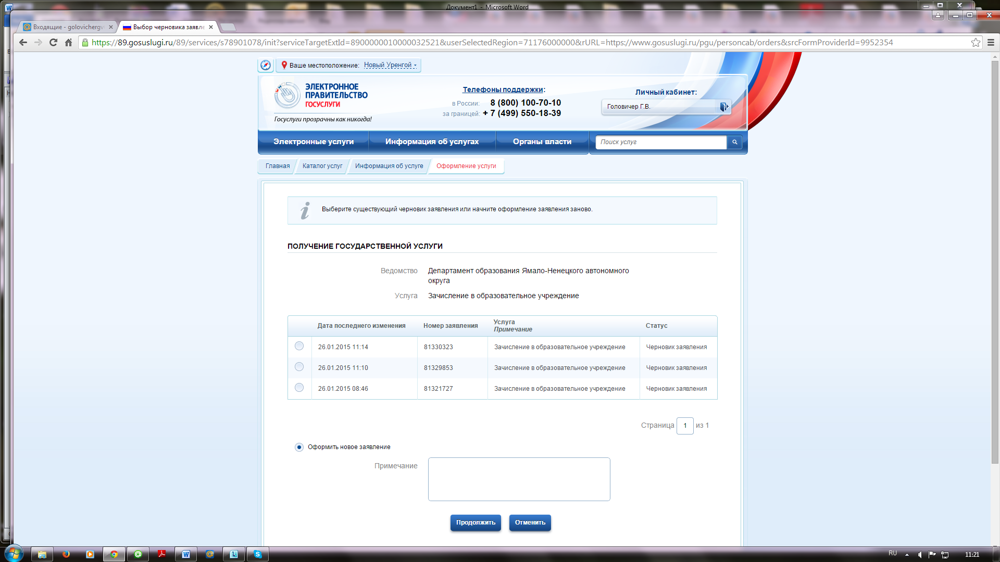 Документ1 - Microsoft Word
Входящие - golovichergv
Выбор черновика заявле
https://89.gosuslugi.ru/89/services/s78901078/init?serviceTargetExtId=8900000010000032521&userSelectedRegion=71176000000&rURL=https://www.gosuslugi.ru/pgu/personcab/orders&srcFormProviderId=9952354
Ваше местоположение: Новый Уренгой
ЭЛЕКТРОННОЕ
ПРАВИТЕЛЬСТВО
ГОСУСЛУГИ
Госуслуги прозрачны как никогда!
Телефоны поддержки:
в России: 8 (800) 100-70-10
за границей: + 7 (499) 550-18-39
Личный кабинет:
Головичер Г.В.
Электронные услуги Информация об услугах Органы власти Поиск услуг
Главная Каталог услуг Информация об услуге Оформление услуги
Выберите существующий черновик заявления или начните оформление заявления заново.
ПОЛУЧЕНИЕ ГОСУДАРСТВЕННОЙ УСЛУГИ
Ведомство Департамент образования Ямало-Ненецкого автономного
округа
Услуга Зачисление в образовательное учреждение
Дата последнего изменения Номер заявления Услуга Статус
Примечание
26.01.2015 11:14 81330323 Зачисление в образовательное учреждение Черновик заявления
26.01.2015 11:10 81329853 Зачисление в образовательное учреждение Черновик заявления
26.01.2015 08:46 81321727 Зачисление в образовательное учреждение Черновик заявления
Страница 1 из 1
Оформить новое заявление
Примечание
Продолжить Отменить
RU 11:21